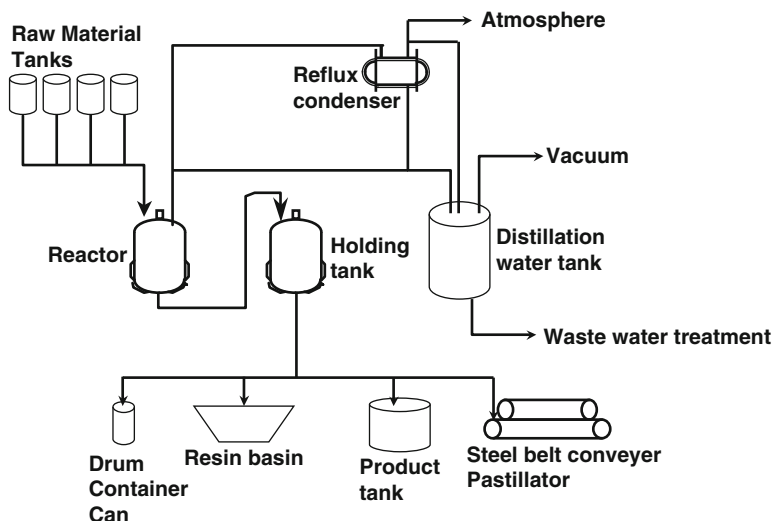 Raw Material
Tanks
Atmosphere
Reflux
condenser
Vacuum
Reactor
Holding
tank
Distillation
water tank
Waste water treatment
Drum
Container
Can
Resin basin
Product
tank
Steel belt conveyer
Pastillator